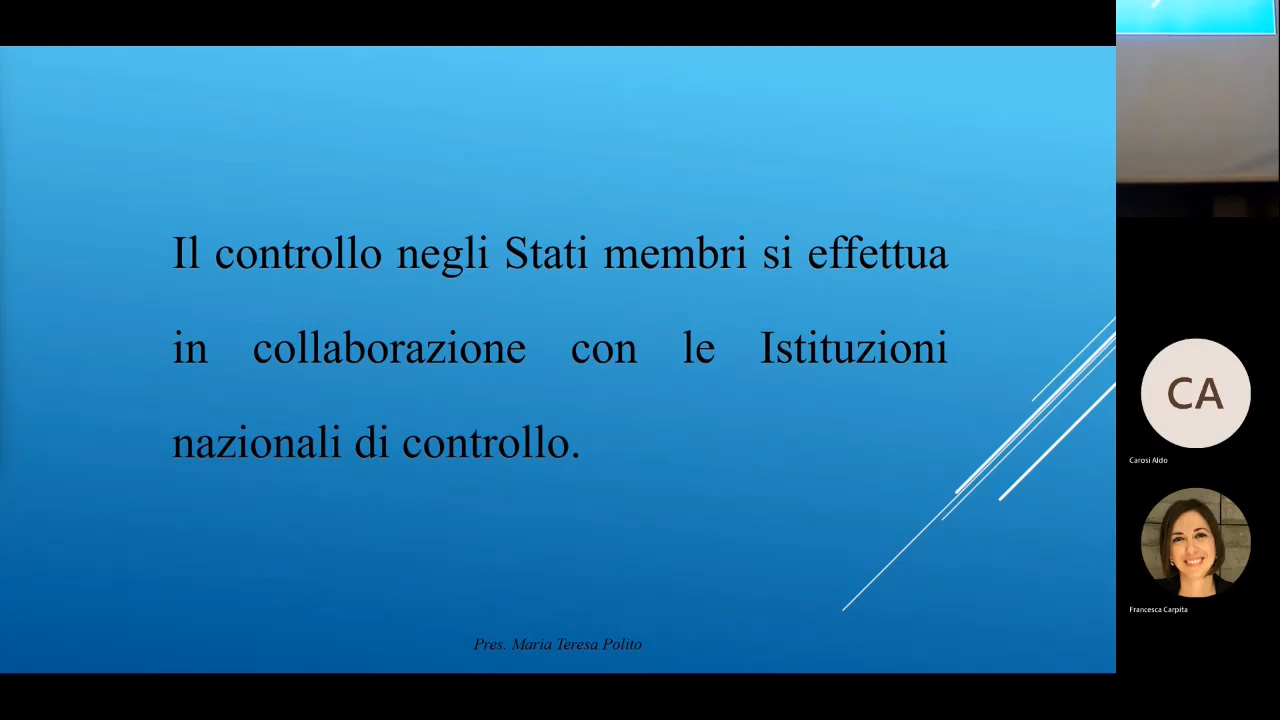 Il controllo negli Stati membri si effettua
in collaborazione con le Istituzioni
nazionali di controllo.
Pres. Maria Teresa Polito
CA
Carosi Aldo
Francesca Carpita